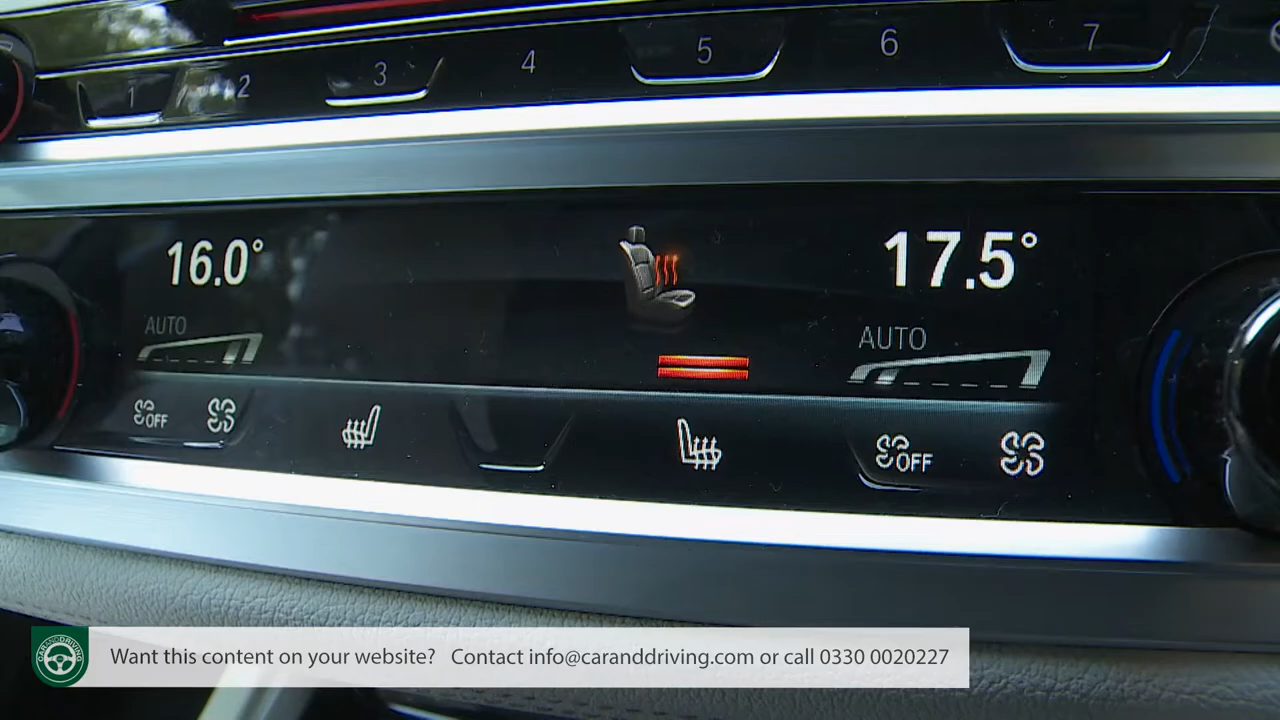 1 2 3 4 5 6 7
16.0° 17.5°
AUTO AUTO
OFF OFF
CARANDDRIVING
Want this content on your website? Contact info@caranddriving.com or call 0330 0020227